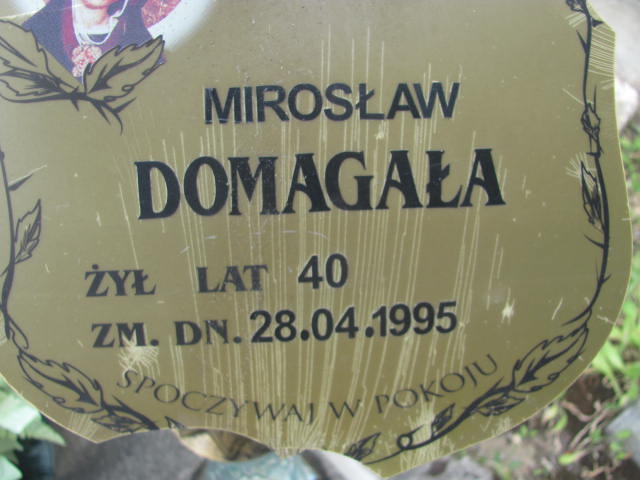 MIROSŁAW
DOMAGAŁA
ŻYŁ LAT 40
ZM. DN. 28.04.1995
SPOCZYWAJ W POKOJU